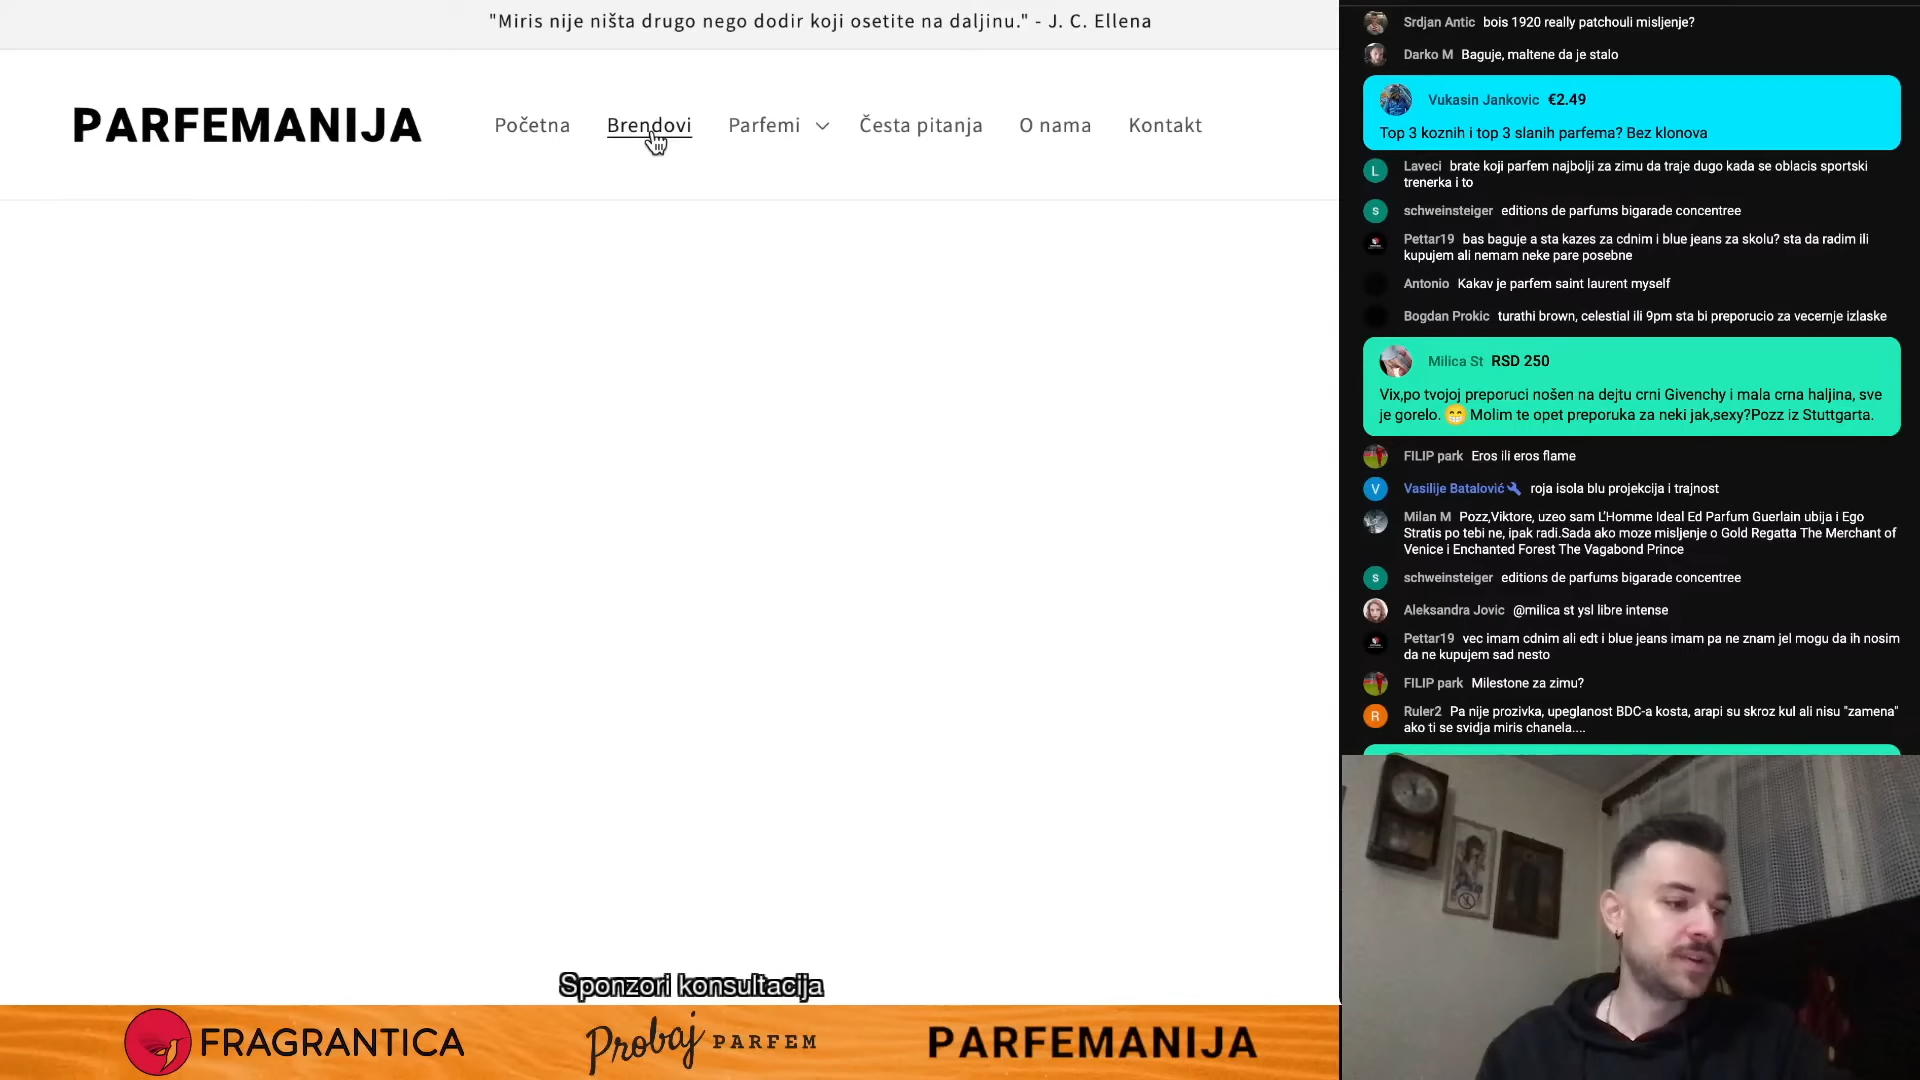 "Miris nije ništa drugo nego dodir koji osetite na daljinu." - J. C. Ellena
PARFEMANIJA
Početna
Brendovi
Parfemi
Česta pitanja
O nama
Kontakt
Srdjan Antic bois 1920 really patchouli misljenje?
Darko M Baguje, maltene da je stalo
Vukasin Jankovic €2.49
Top 3 koznih i top 3 slanih parfema? Bez klonova
L
Laveci brate koji parfem najbolji za zimu da traje dugo kada se oblacis sportski
trenerka i to
s
schweinsteiger editions de parfums bigarade concentree
Pettar19 bas baguje a sta kazes za cdnim i blue jeans za skolu? sta da radim ili
kupujem ali nemam neke pare posebne
Antonio Kakav je parfem saint laurent myself
Bogdan Prokic turathi brown, celestial ili 9pm sta bi preporucio za vecernje izlaske
Milica St RSD 250
Vix,po tvojoj preporuci nošen na dejtu crni Givenchy i mala crna haljina, sve
je gorelo. 😁 Molim te opet preporuka za neki jak,sexy?Pozz iz Stuttgarta.
FILIP park Eros ili eros flame
V
Vasilije Batalović roja isola blu projekcija i trajnost
Milan M Pozz,Viktore, uzeo sam L'Homme Ideal Ed Parfum Guerlain ubija i Ego
Stratis po tebi ne, ipak radi.Sada ako moze misljenje o Gold Regatta The Merchant of
Venice i Enchanted Forest The Vagabond Prince
s
schweinsteiger editions de parfums bigarade concentree
Aleksandra Jovic @milica st ysl libre intense
Pettar19 vec imam cdnim ali edt i blue jeans imam pa ne znam jel mogu da ih nosim
da ne kupujem sad nesto
FILIP park Milestone za zimu?
R
Ruler2 Pa nije prozivka, upeglanost BDC-a kosta, arapi su skroz kul ali nisu "zamena"
ako ti se svidja miris chanela....
Sponzori konsultacija
FRAGRANTICA
Probaj PARFEM
PARFEMANIJA